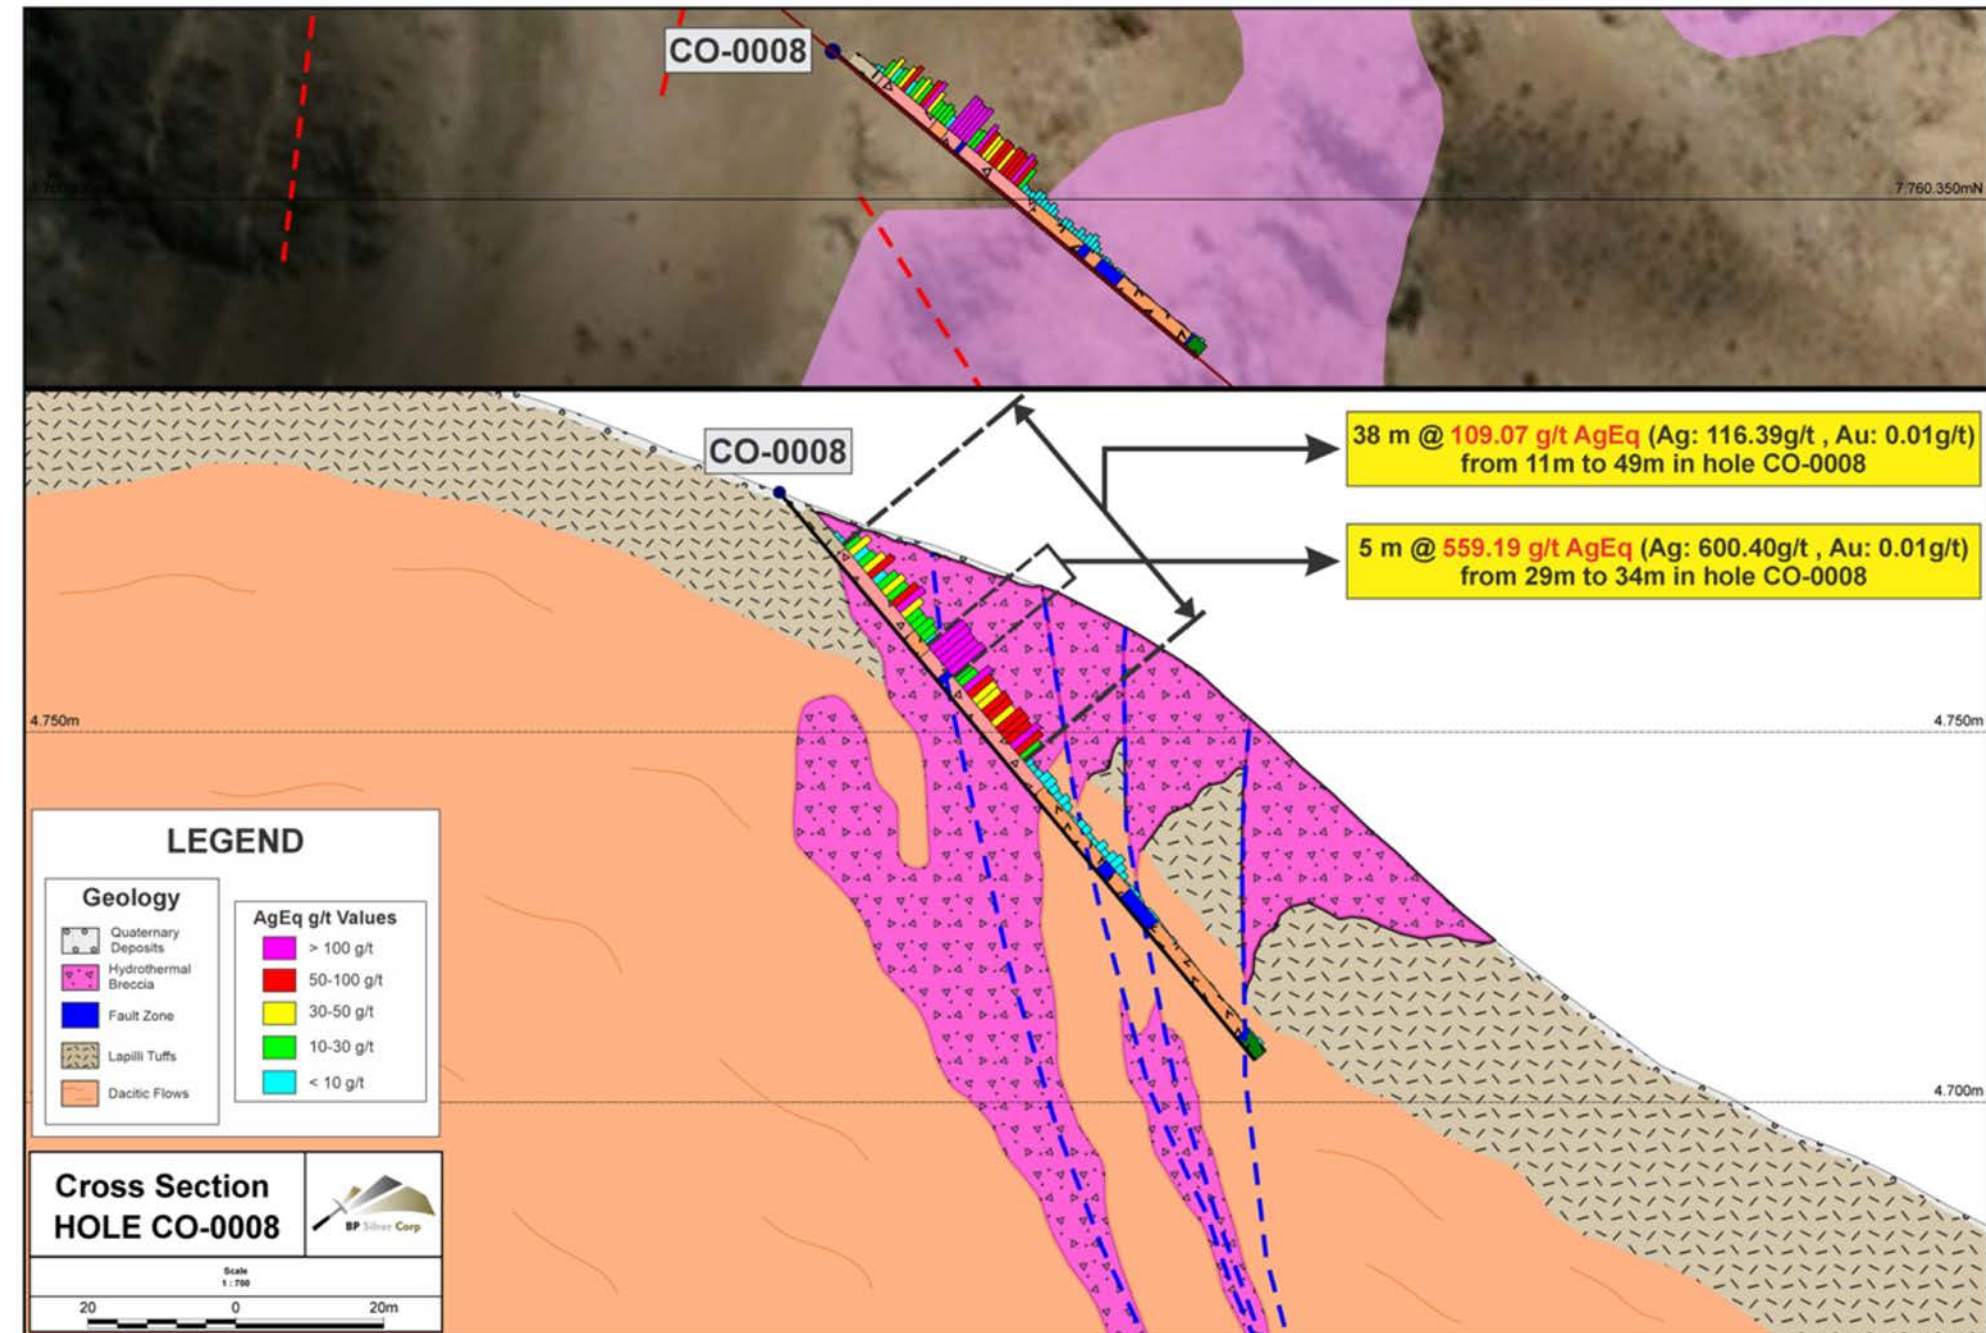 CO-0008
7.760.350mN
CO-0008
38 m @ 109.07 g/t AgEq (Ag: 116.39g/t , Au: 0.01g/t)
from 11m to 49m in hole CO-0008
5 m @ 559.19 g/t AgEq (Ag: 600.40g/t , Au: 0.01g/t)
from 29m to 34m in hole CO-0008
4.750m
4.750m
4.700m
LEGEND
Geology
Quaternary
Deposits
Hydrothermal
Breccia
Fault Zone
Lapilli Tuffs
Dacitic Flows
AgEq g/t Values
> 100 g/t
50-100 g/t
30-50 g/t
10-30 g/t
< 10 g/t
Cross Section
HOLE CO-0008
BP Silver Corp
Scale
1 : 700
20 0 20m